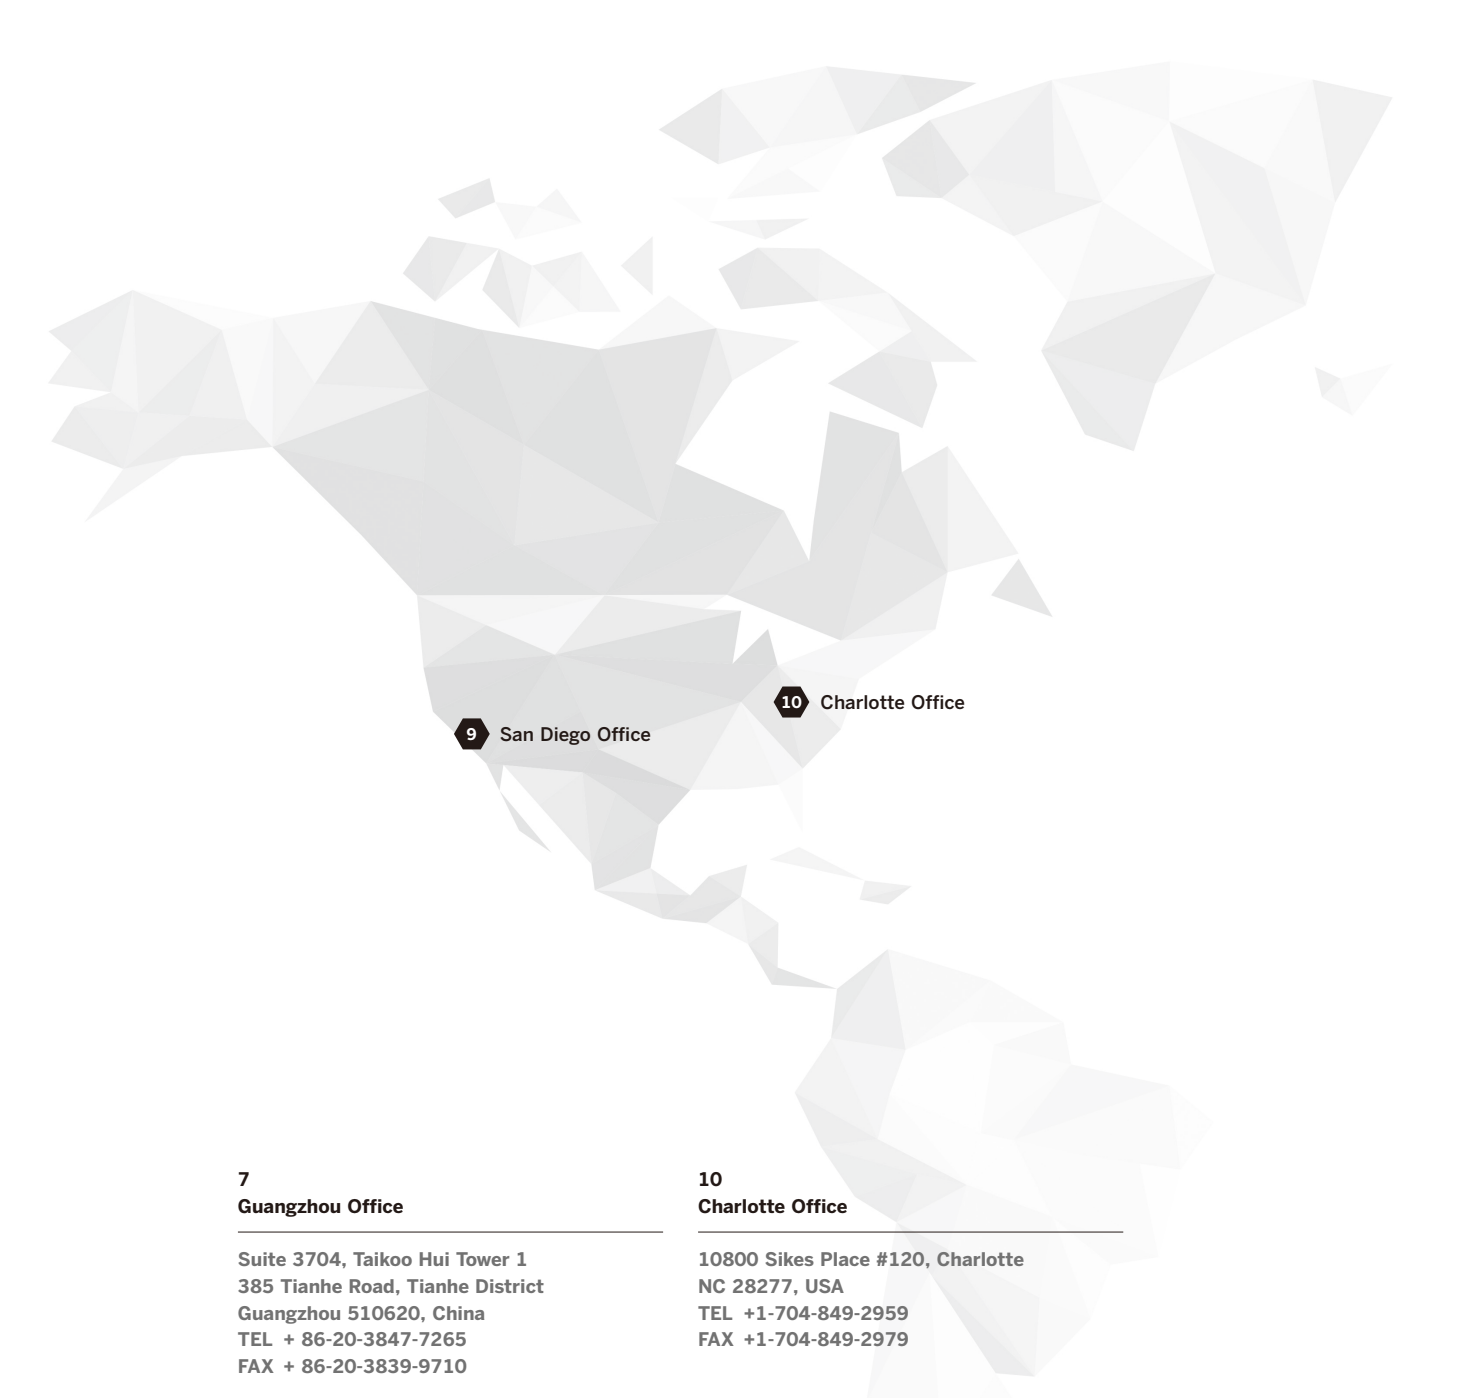 10 Charlotte Office
9 San Diego Office
7
Guangzhou Office
Suite 3704, Taikoo Hui Tower 1
385 Tianhe Road, Tianhe District
Guangzhou 510620, China
TEL + 86-20-3847-7265
FAX + 86-20-3839-9710
10
Charlotte Office
10800 Sikes Place #120, Charlotte
NC 28277, USA
TEL +1-704-849-2959
FAX +1-704-849-2979